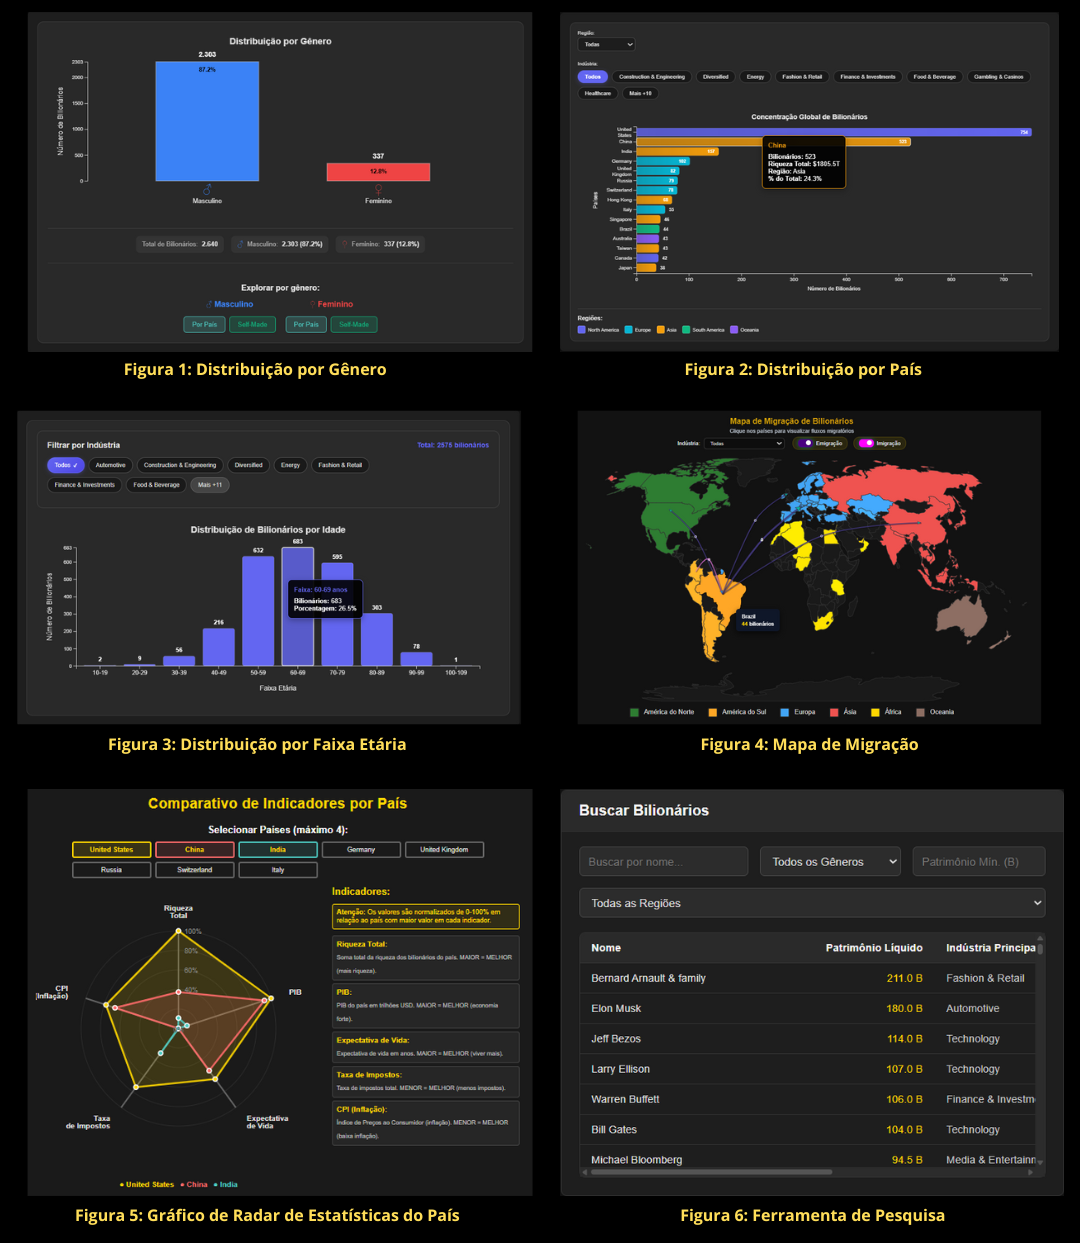 Distribuição por Gênero
2.303
87.2%
2303
2000
1500
1000
500
0
Número de Bilionários
337
12.8%
Masculino
Feminino
Total de Bilionários: 2.640
Masculino: 2.303 (87.2%)
Feminino: 337 (12.8%)
Explorar por gênero:
Masculino
Feminino
Por País
Self-Made
Por País
Self-Made
Figura 1: Distribuição por Gênero
Região:
Todas
Indústria:
Todos
Construction & Engineering
Diversified
Energy
Fashion & Retail
Finance & Investments
Food & Beverage
Gambling & Casinos
Healthcare
Mais +10
Concentração Global de Bilionários
Países
United States
754
China
523
India
157
Germany
102
United Kingdom
82
Russia
79
Switzerland
78
Hong Kong
68
Italy
55
Singapore
46
Brazil
44
Australia
43
Taiwan
43
Canada
42
Japan
38
China
Bilionários: 523
Riqueza Total: $1805.5T
Região: Asia
% do Total: 24.3%
0
100
200
300
400
500
600
700
Número de Bilionários
Regiões:
North America
Europe
Asia
South America
Oceania
Figura 2: Distribuição por País
Filtrar por Indústria
Total: 2575 bilionários
Todos ✓
Automotive
Construction & Engineering
Diversified
Energy
Fashion & Retail
Finance & Investments
Food & Beverage
Mais +11
Distribuição de Bilionários por Idade
683
600
500
400
300
200
100
0
Número de Bilionários
2
9
56
216
632
683
595
303
78
1
Faixa: 60-69 anos
Bilionários: 683
Porcentagem: 26.5%
10-19
20-29
30-39
40-49
50-59
60-69
70-79
80-89
90-99
100-109
Faixa Etária
Figura 3: Distribuição por Faixa Etária
Mapa de Migração de Bilionários
Clique nos países para visualizar fluxos migratórios
Indústria:
Todas
Emigração
Imigração
Brazil
44 bilionários
América do Norte
América do Sul
Europa
Ásia
África
Oceania
Figura 4: Mapa de Migração
Comparativo de Indicadores por País
Selecionar Países (máximo 4):
United States
China
India
Germany
United Kingdom
Russia
Switzerland
Italy
Riqueza
Total
100%
80%
60%
40%
PIB
Expectativa
de Vida
Taxa
de Impostos
CPI
(Inflação)
Indicadores:
Atenção: Os valores são normalizados de 0-100% em
relação ao país com maior valor em cada indicador.
Riqueza Total:
Soma total da riqueza dos bilionários do país. MAIOR = MELHOR
(mais riqueza).
PIB:
PIB do país em trilhões USD. MAIOR = MELHOR (economia
forte).
Expectativa de Vida:
Expectativa de vida em anos. MAIOR = MELHOR (viver mais).
Taxa de Impostos:
Taxa de impostos total. MENOR = MELHOR (menos impostos).
CPI (Inflação):
Índice de Preços ao Consumidor (inflação). MENOR = MELHOR
(baixa inflação).
United States
China
India
Figura 5: Gráfico de Radar de Estatísticas do País
Buscar Bilionários
Buscar por nome...
Todos os Gêneros
Patrimônio Mín. (B)
Todas as Regiões
Nome Patrimônio Líquido Indústria Principa
Bernard Arnault & family 211.0 B Fashion & Retail
Elon Musk 180.0 B Automotive
Jeff Bezos 114.0 B Technology
Larry Ellison 107.0 B Technology
Warren Buffett 106.0 B Finance & Investm
Bill Gates 104.0 B Technology
Michael Bloomberg 94.5 B Media & Entertainn
Figura 6: Ferramenta de Pesquisa